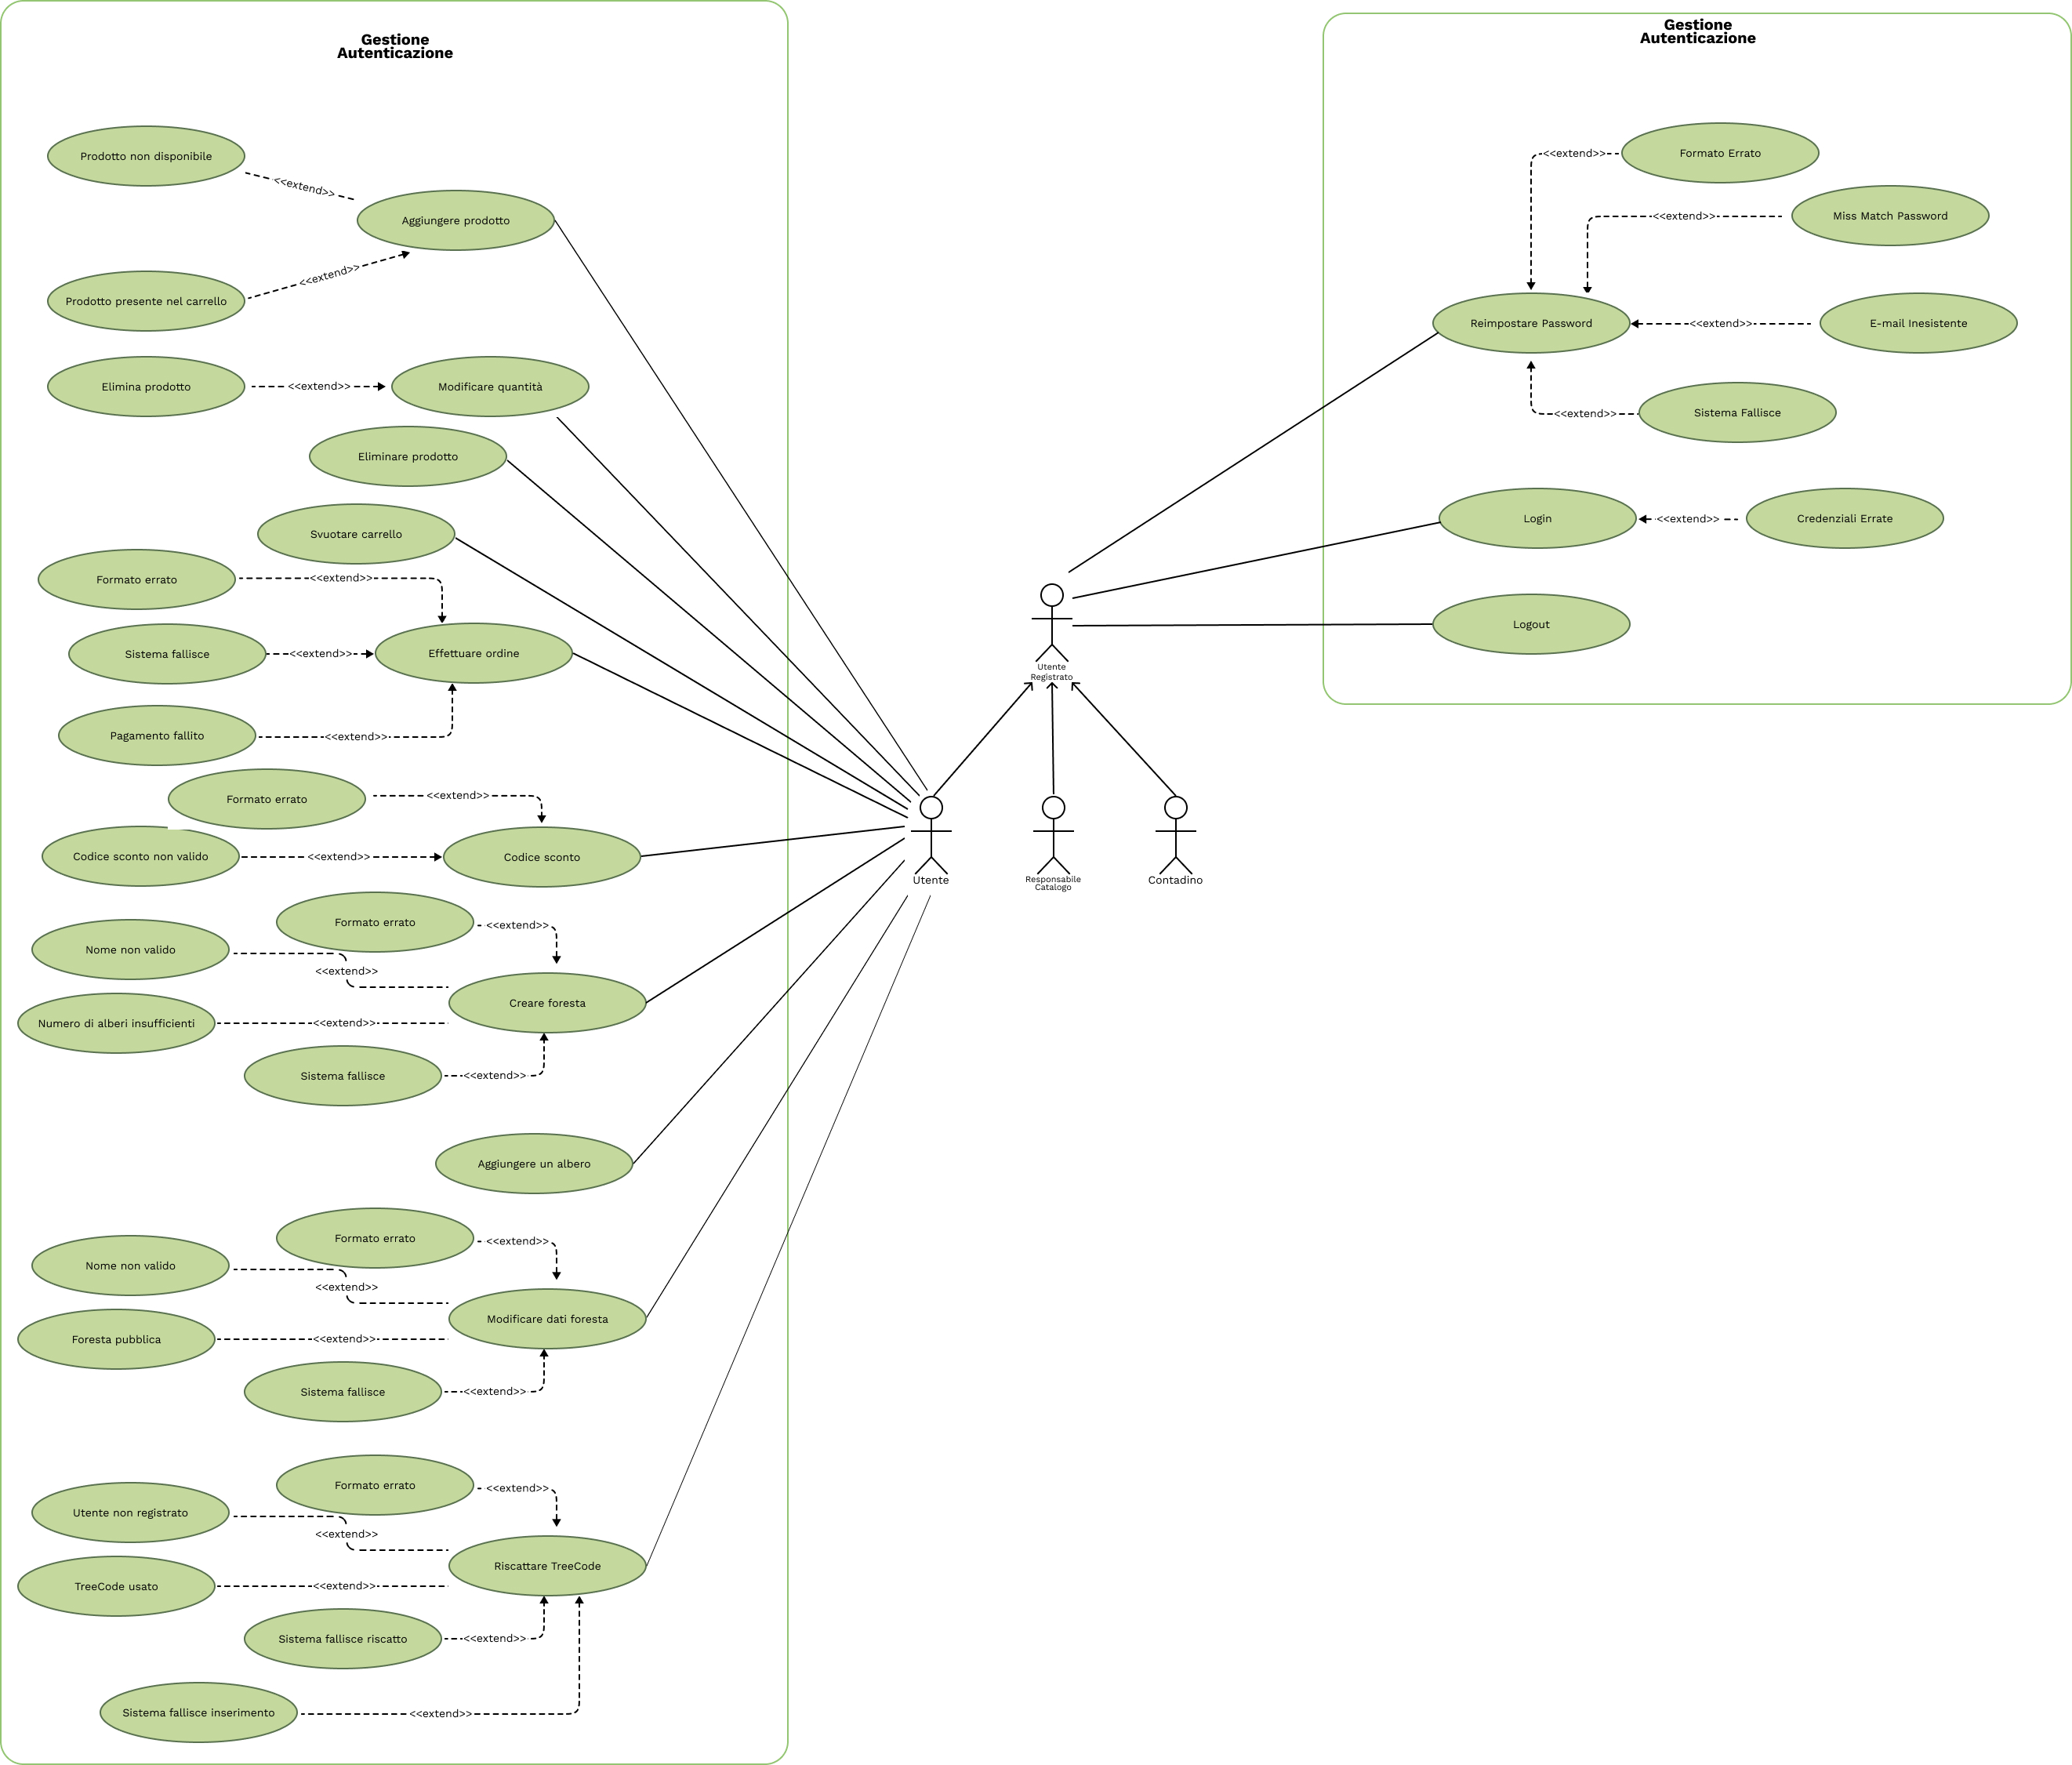 Gestione
Autenticazione
Prodotto non disponibile
<<extend>>
Aggiungere prodotto
<<extend>>
Prodotto presente nel carrello
Elimina prodotto
<<extend>>
Modificare quantità
Eliminare prodotto
Svuotare carrello
Formato errato
<<extend>>
Sistema fallisce
<<extend>>
Effettuare ordine
Pagamento fallito
<<extend>>
Formato errato
<<extend>>
Codice sconto non valido
<<extend>>
Codice sconto
Formato errato
<<extend>>
Nome non valido
<<extend>>
Creare foresta
Numero di alberi insufficienti
<<extend>>
Sistema fallisce
<<extend>>
Aggiungere un albero
Formato errato
<<extend>>
Nome non valido
<<extend>>
Modificare dati foresta
Foresta pubblica
<<extend>>
Sistema fallisce
<<extend>>
Formato errato
<<extend>>
Utente non registrato
<<extend>>
Riscattare TreeCode
TreeCode usato
<<extend>>
Sistema fallisce riscatto
<<extend>>
Sistema fallisce inserimento
<<extend>>
Utente
Registrato
Utente
Responsabile
Catalogo
Contadino
Gestione
Autenticazione
<<extend>>
Formato Errato
<<extend>>
Miss Match Password
Reimpostare Password
<<extend>>
E-mail Inesistente
<<extend>>
Sistema Fallisce
Login
<<extend>>
Credenziali Errate
Logout